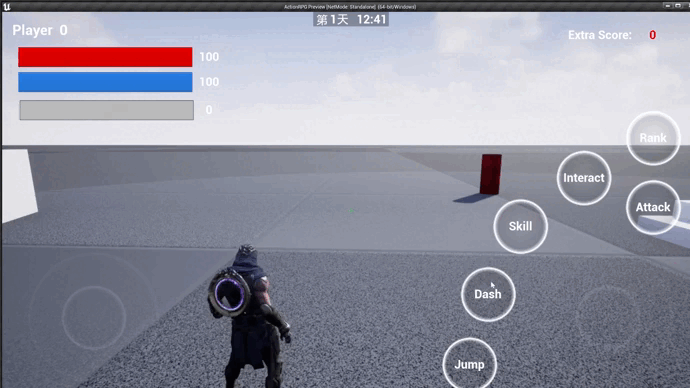 ActionRPG Preview [NetMode: Standalone] (64-bit/Windows)
第1天 12:41
Player 0
Extra Score: 0
100
100
0
Rank
Interact
Attack
Skill
Dash
Jump